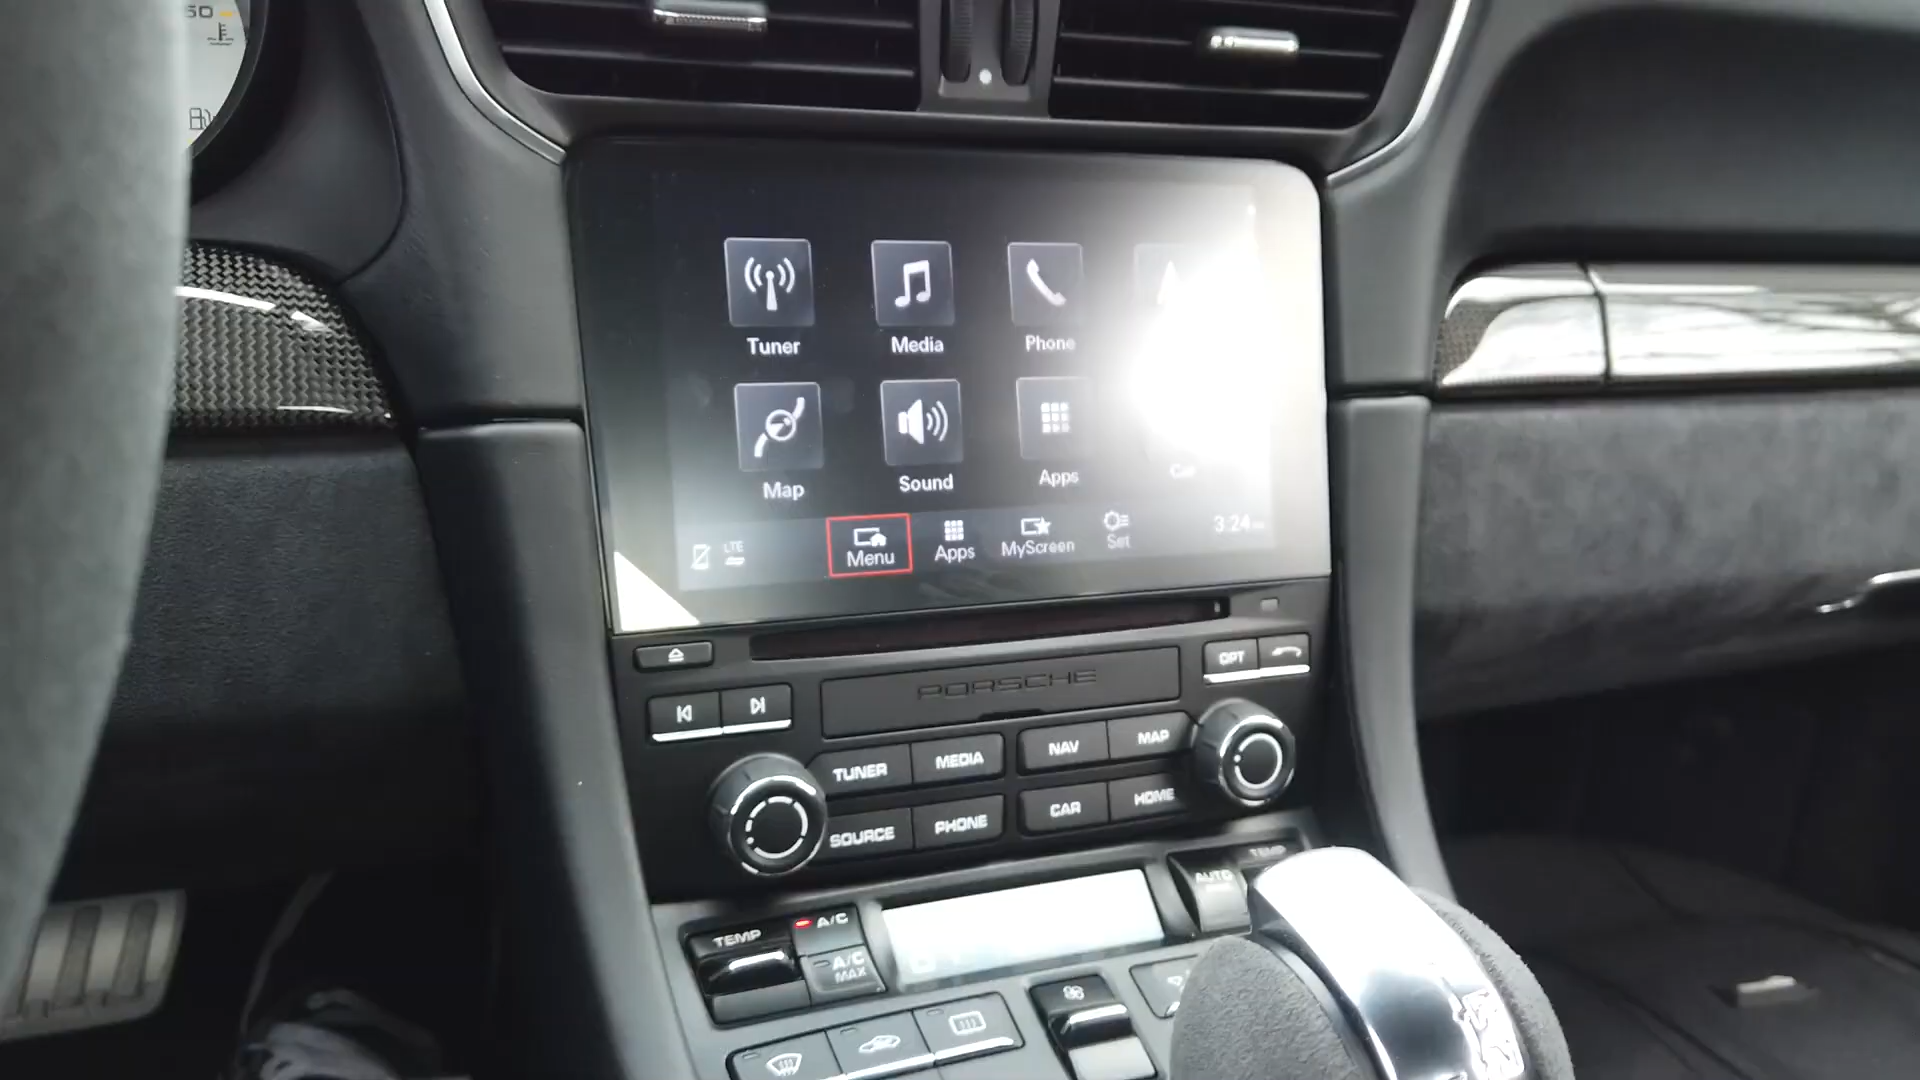 50
Tuner
Media
Phone
Map
Sound
Apps
LTE
Menu
Apps
MyScreen
Set
3:24
OPT
PORSCHE
TUNER
MEDIA
NAV
MAP
SOURCE
PHONE
CAR
HOME
TEMP
A/C
A/C
MAX
AUTO
TEMP